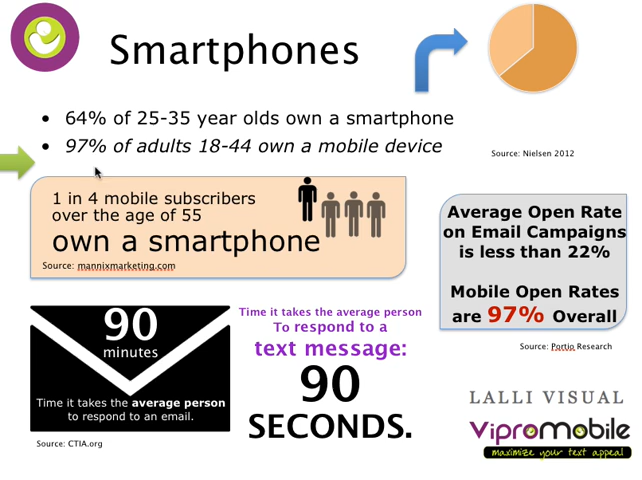 Smartphones
• 64% of 25-35 year olds own a smartphone
• 97% of adults 18-44 own a mobile device
Source: Nielsen 2012
1 in 4 mobile subscribers
over the age of 55
own a smartphone
Source: mannixmarketing.com
Average Open Rate
on Email Campaigns
is less than 22%
Mobile Open Rates
are 97% Overall
Source: Portio Research
90
minutes
Time it takes the average person
to respond to an email.
Source: CTIA.org
Time it takes the average person
To respond to a
text message:
90
SECONDS.
LALLI VISUAL
Vipromobile
maximize your text appeal